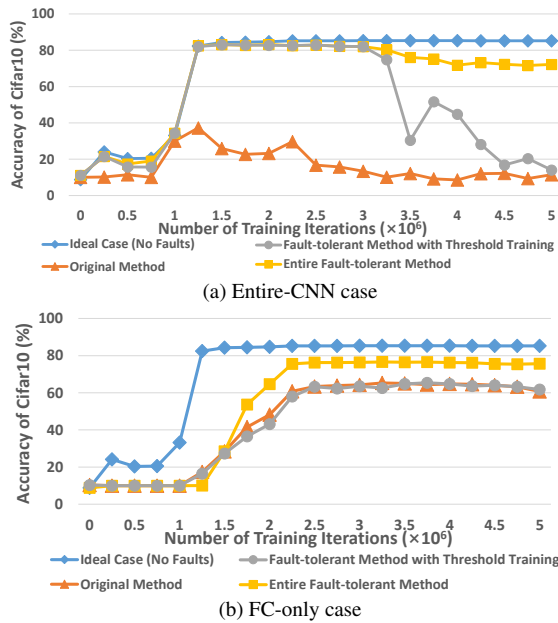 Accuracy of Cifar10 (%)
100
80
60
40
20
0
0 0.5 1 1.5 2 2.5 3 3.5 4 4.5 5
Number of Training Iterations (×10^6)
Ideal Case (No Faults) Fault-tolerant Method with Threshold Training
Original Method Entire Fault-tolerant Method
(a) Entire-CNN case
Accuracy of Cifar10 (%)
100
80
60
40
20
0
0 0.5 1 1.5 2 2.5 3 3.5 4 4.5 5
Number of Training Iterations (×10^6)
Ideal Case (No Faults) Fault-tolerant Method with Threshold Training
Original Method Entire Fault-tolerant Method
(b) FC-only case